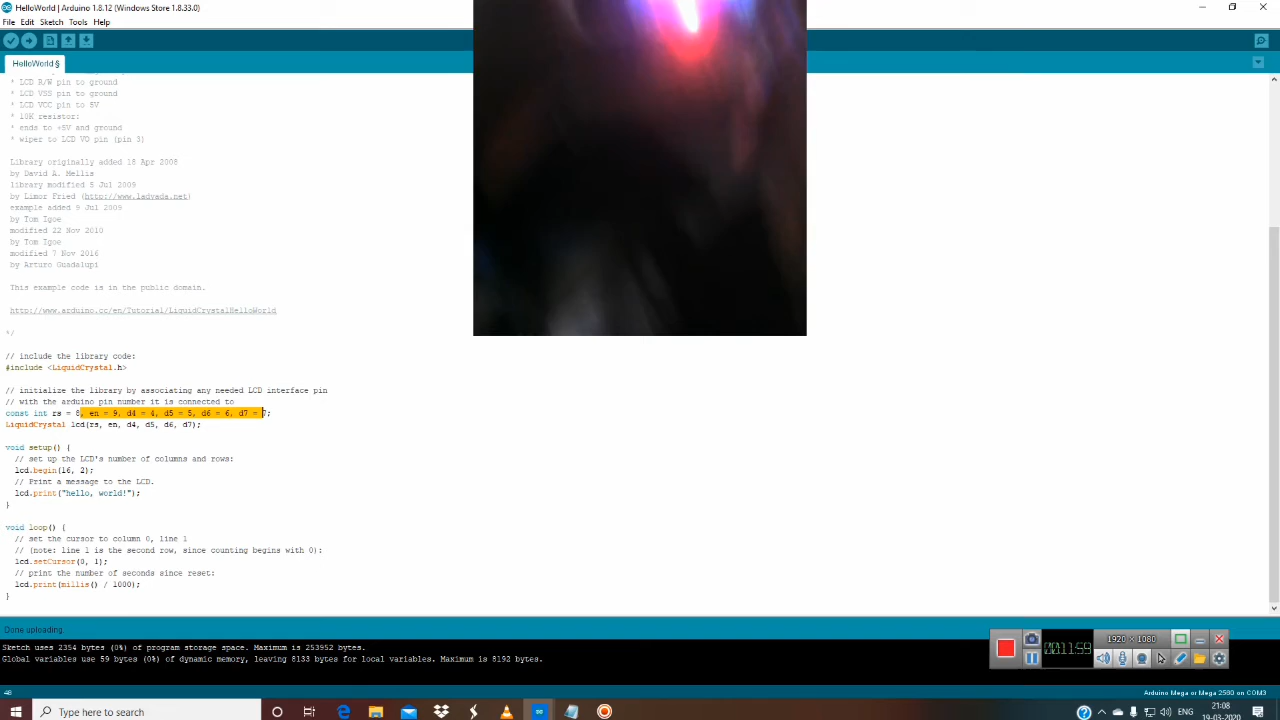 HelloWorld | Arduino 1.8.12 (Windows Store 1.8.33.0)
File Edit Sketch Tools Help
HelloWorld §
* LCD R/W pin to ground
* LCD VSS pin to ground
* LCD VCC pin to 5V
* 10K resistor:
* ends to +5V and ground
* wiper to LCD VO pin (pin 3)
Library originally added 18 Apr 2008
by David A. Mellis
library modified 5 Jul 2009
by Limor Fried (http://www.ladyada.net)
example added 9 Jul 2009
by Tom Igoe
modified 22 Nov 2010
by Tom Igoe
modified 7 Nov 2016
by Arturo Guadalupi
This example code is in the public domain.
http://www.arduino.cc/en/Tutorial/LiquidCrystalHelloWorld
*/
// include the library code:
#include <LiquidCrystal.h>
// initialize the library by associating any needed LCD interface pin
// with the arduino pin number it is connected to
const int rs = 8, en = 9, d4 = 4, d5 = 5, d6 = 6, d7 = 7;
LiquidCrystal lcd(rs, en, d4, d5, d6, d7);
void setup() {
// set up the LCD's number of columns and rows:
lcd.begin(16, 2);
// Print a message to the LCD.
lcd.print("hello, world!");
}
void loop() {
// set the cursor to column 0, line 1
// (note: line 1 is the second row, since counting begins with 0):
lcd.setCursor(0, 1);
// print the number of seconds since reset:
lcd.print(millis() / 1000);
}
Done uploading.
Sketch uses 2354 bytes (0%) of program storage space. Maximum is 253952 bytes.
Global variables use 59 bytes (0%) of dynamic memory, leaving 8133 bytes for local variables. Maximum is 8192 bytes.
1920 × 1080
00:11:59
46
Arduino Mega or Mega 2560 on COM3
Type here to search
ENG
21:08
19-03-2020